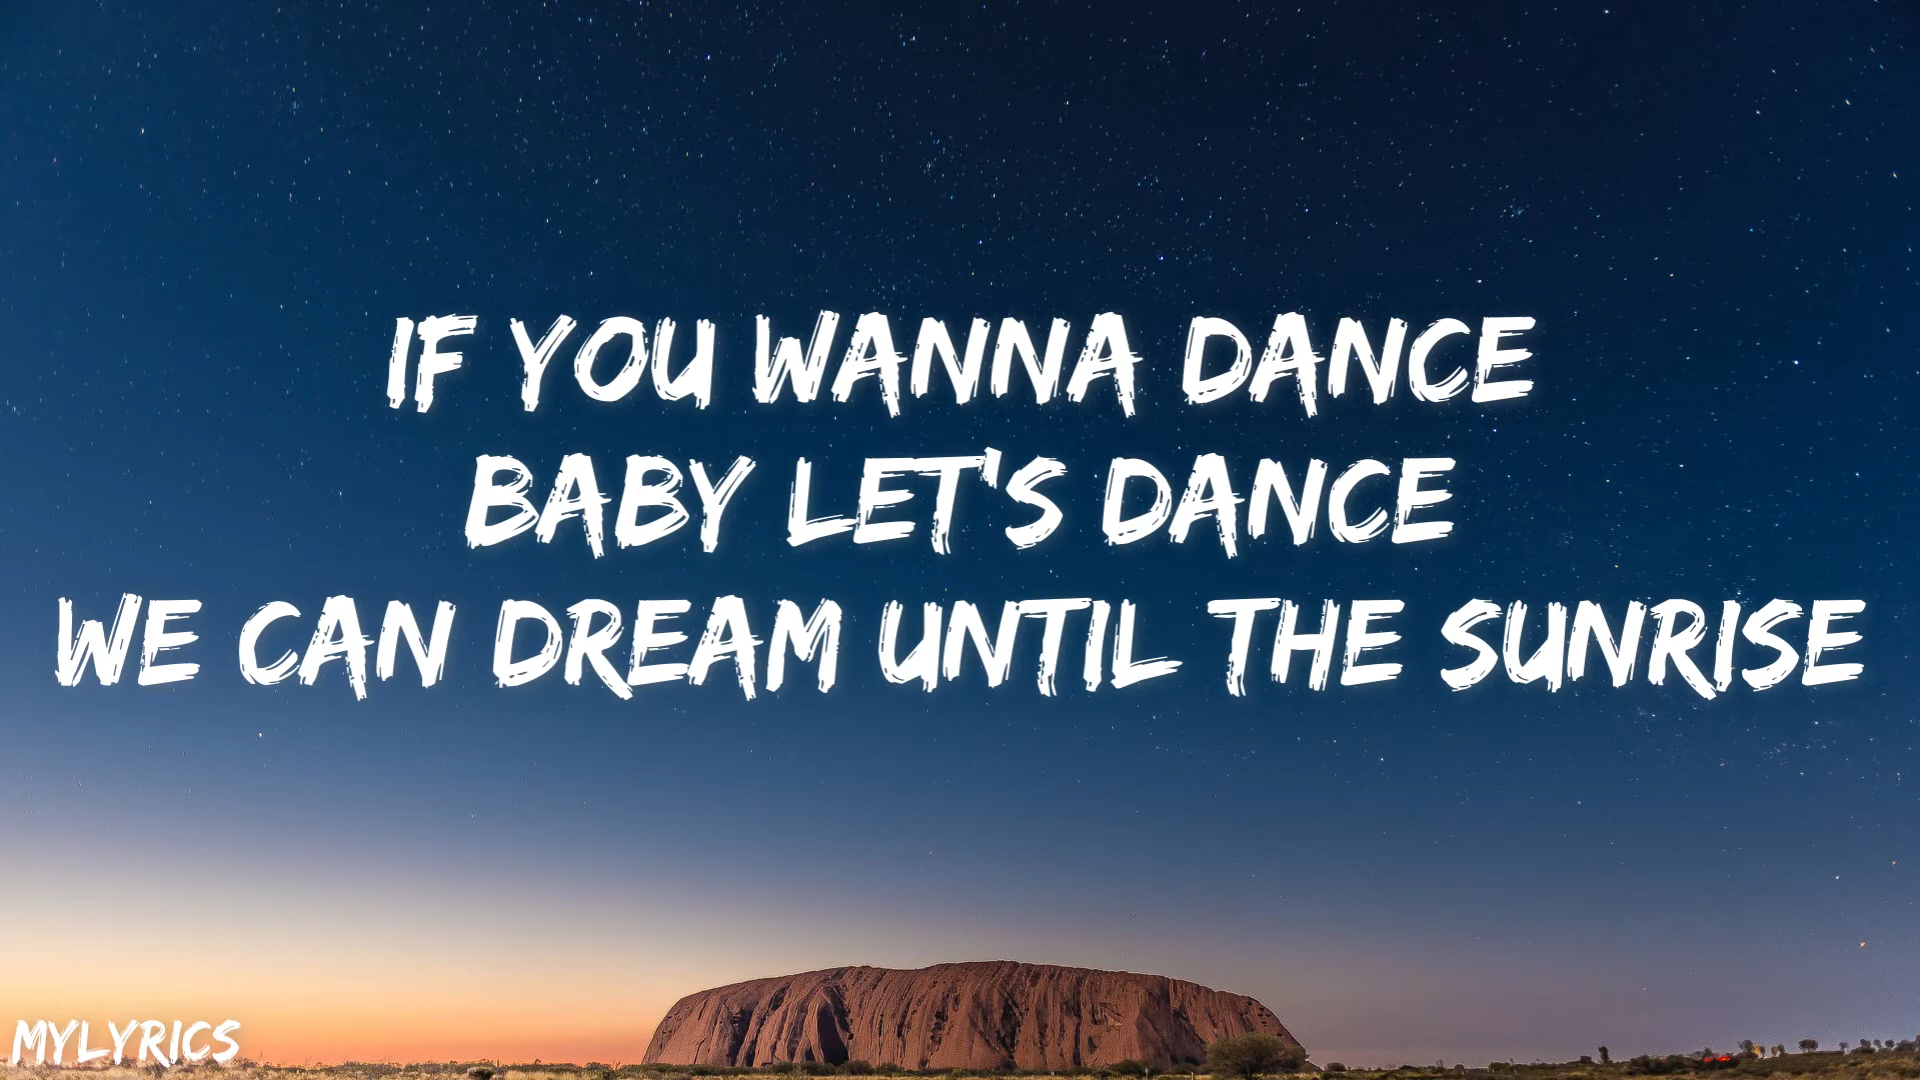 IF YOU WANNA DANCE
BABY LET'S DANCE
WE CAN DREAM UNTIL THE SUNRISE
MYLYRICS